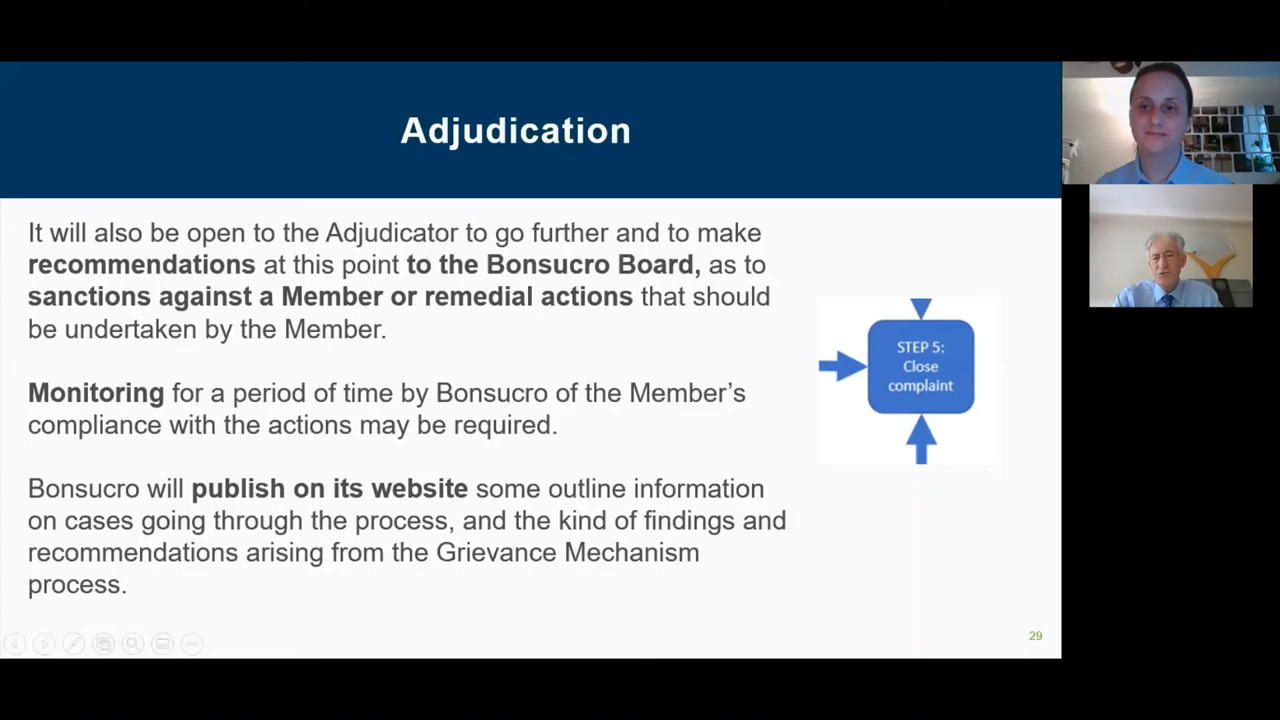 Adjudication
It will also be open to the Adjudicator to go further and to make
recommendations at this point to the Bonsucro Board, as to
sanctions against a Member or remedial actions that should
be undertaken by the Member.
Monitoring for a period of time by Bonsucro of the Member’s
compliance with the actions may be required.
Bonsucro will publish on its website some outline information
on cases going through the process, and the kind of findings and
recommendations arising from the Grievance Mechanism
process.
STEP 5:
Close
complaint
29